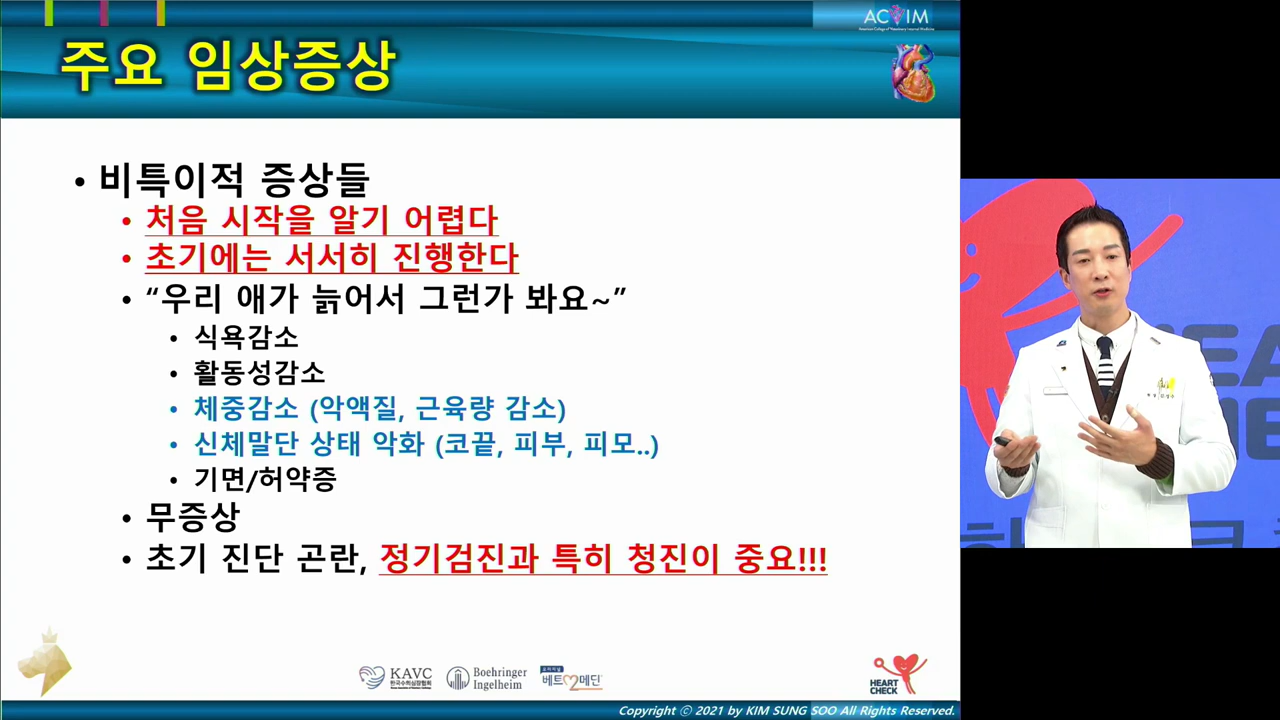 ACVIM
American College of Veterinary Internal Medicine
주요 임상증상
• 비특이적 증상들
• 처음 시작을 알기 어렵다
• 초기에는 서서히 진행한다
• “우리 애가 늙어서 그런가 봐요~”
• 식욕감소
• 활동성감소
• 체중감소 (악액질, 근육량 감소)
• 신체말단 상태 악화 (코끝, 피부, 피모..)
• 기면/허약증
• 무증상
• 초기 진단 곤란, 정기검진과 특히 청진이 중요!!!
KAVC
한국수의심장협회
Boehringer
Ingelheim
베트메딘
HEART
CHECK
Copyright ⓒ 2021 by KIM SUNG SOO All Rights Reserved.